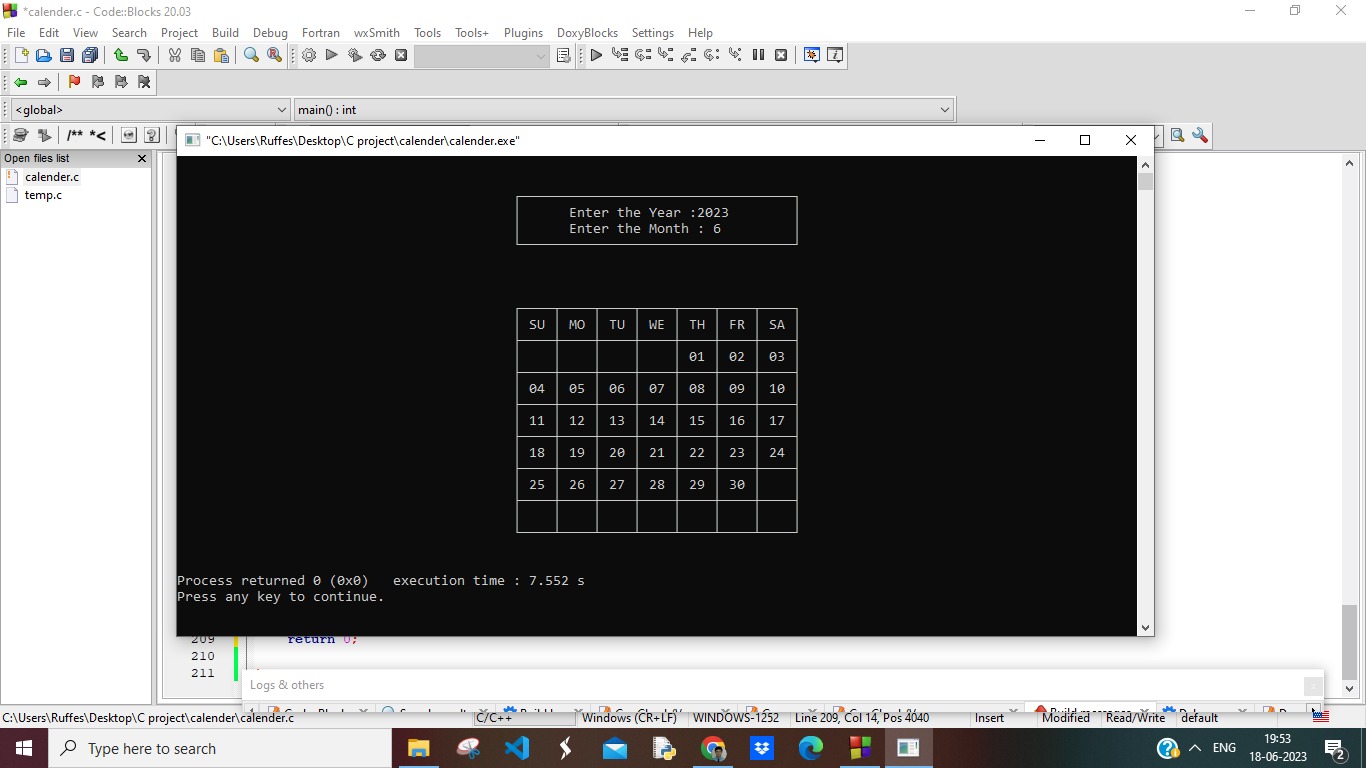 *calender.c - Code::Blocks 20.03
File Edit View Search Project Build Debug Fortran wxSmith Tools Tools+ Plugins DoxyBlocks Settings Help
<global> main() : int
/** *<
Open files list
calender.c
temp.c
"C:\Users\Ruffes\Desktop\C project\calender\calender.exe"
Enter the Year :2023
Enter the Month : 6
SU MO TU WE TH FR SA
01 02 03
04 05 06 07 08 09 10
11 12 13 14 15 16 17
18 19 20 21 22 23 24
25 26 27 28 29 30
Process returned 0 (0x0) execution time : 7.552 s
Press any key to continue.
209 return 0;
210
211
Logs & others
Build messages
C:\Users\Ruffes\Desktop\C project\calender\calender.c C/C++ Windows (CR+LF) WINDOWS-1252 Line 209, Col 14, Pos 4040 Insert Modified Read/Write default
Type here to search
ENG
19:53
18-06-2023
2